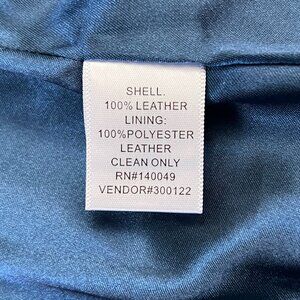 SHELL.
100% LEATHER
LINING:
100%POLYESTER
LEATHER
CLEAN ONLY
RN#140049
VENDOR#300122